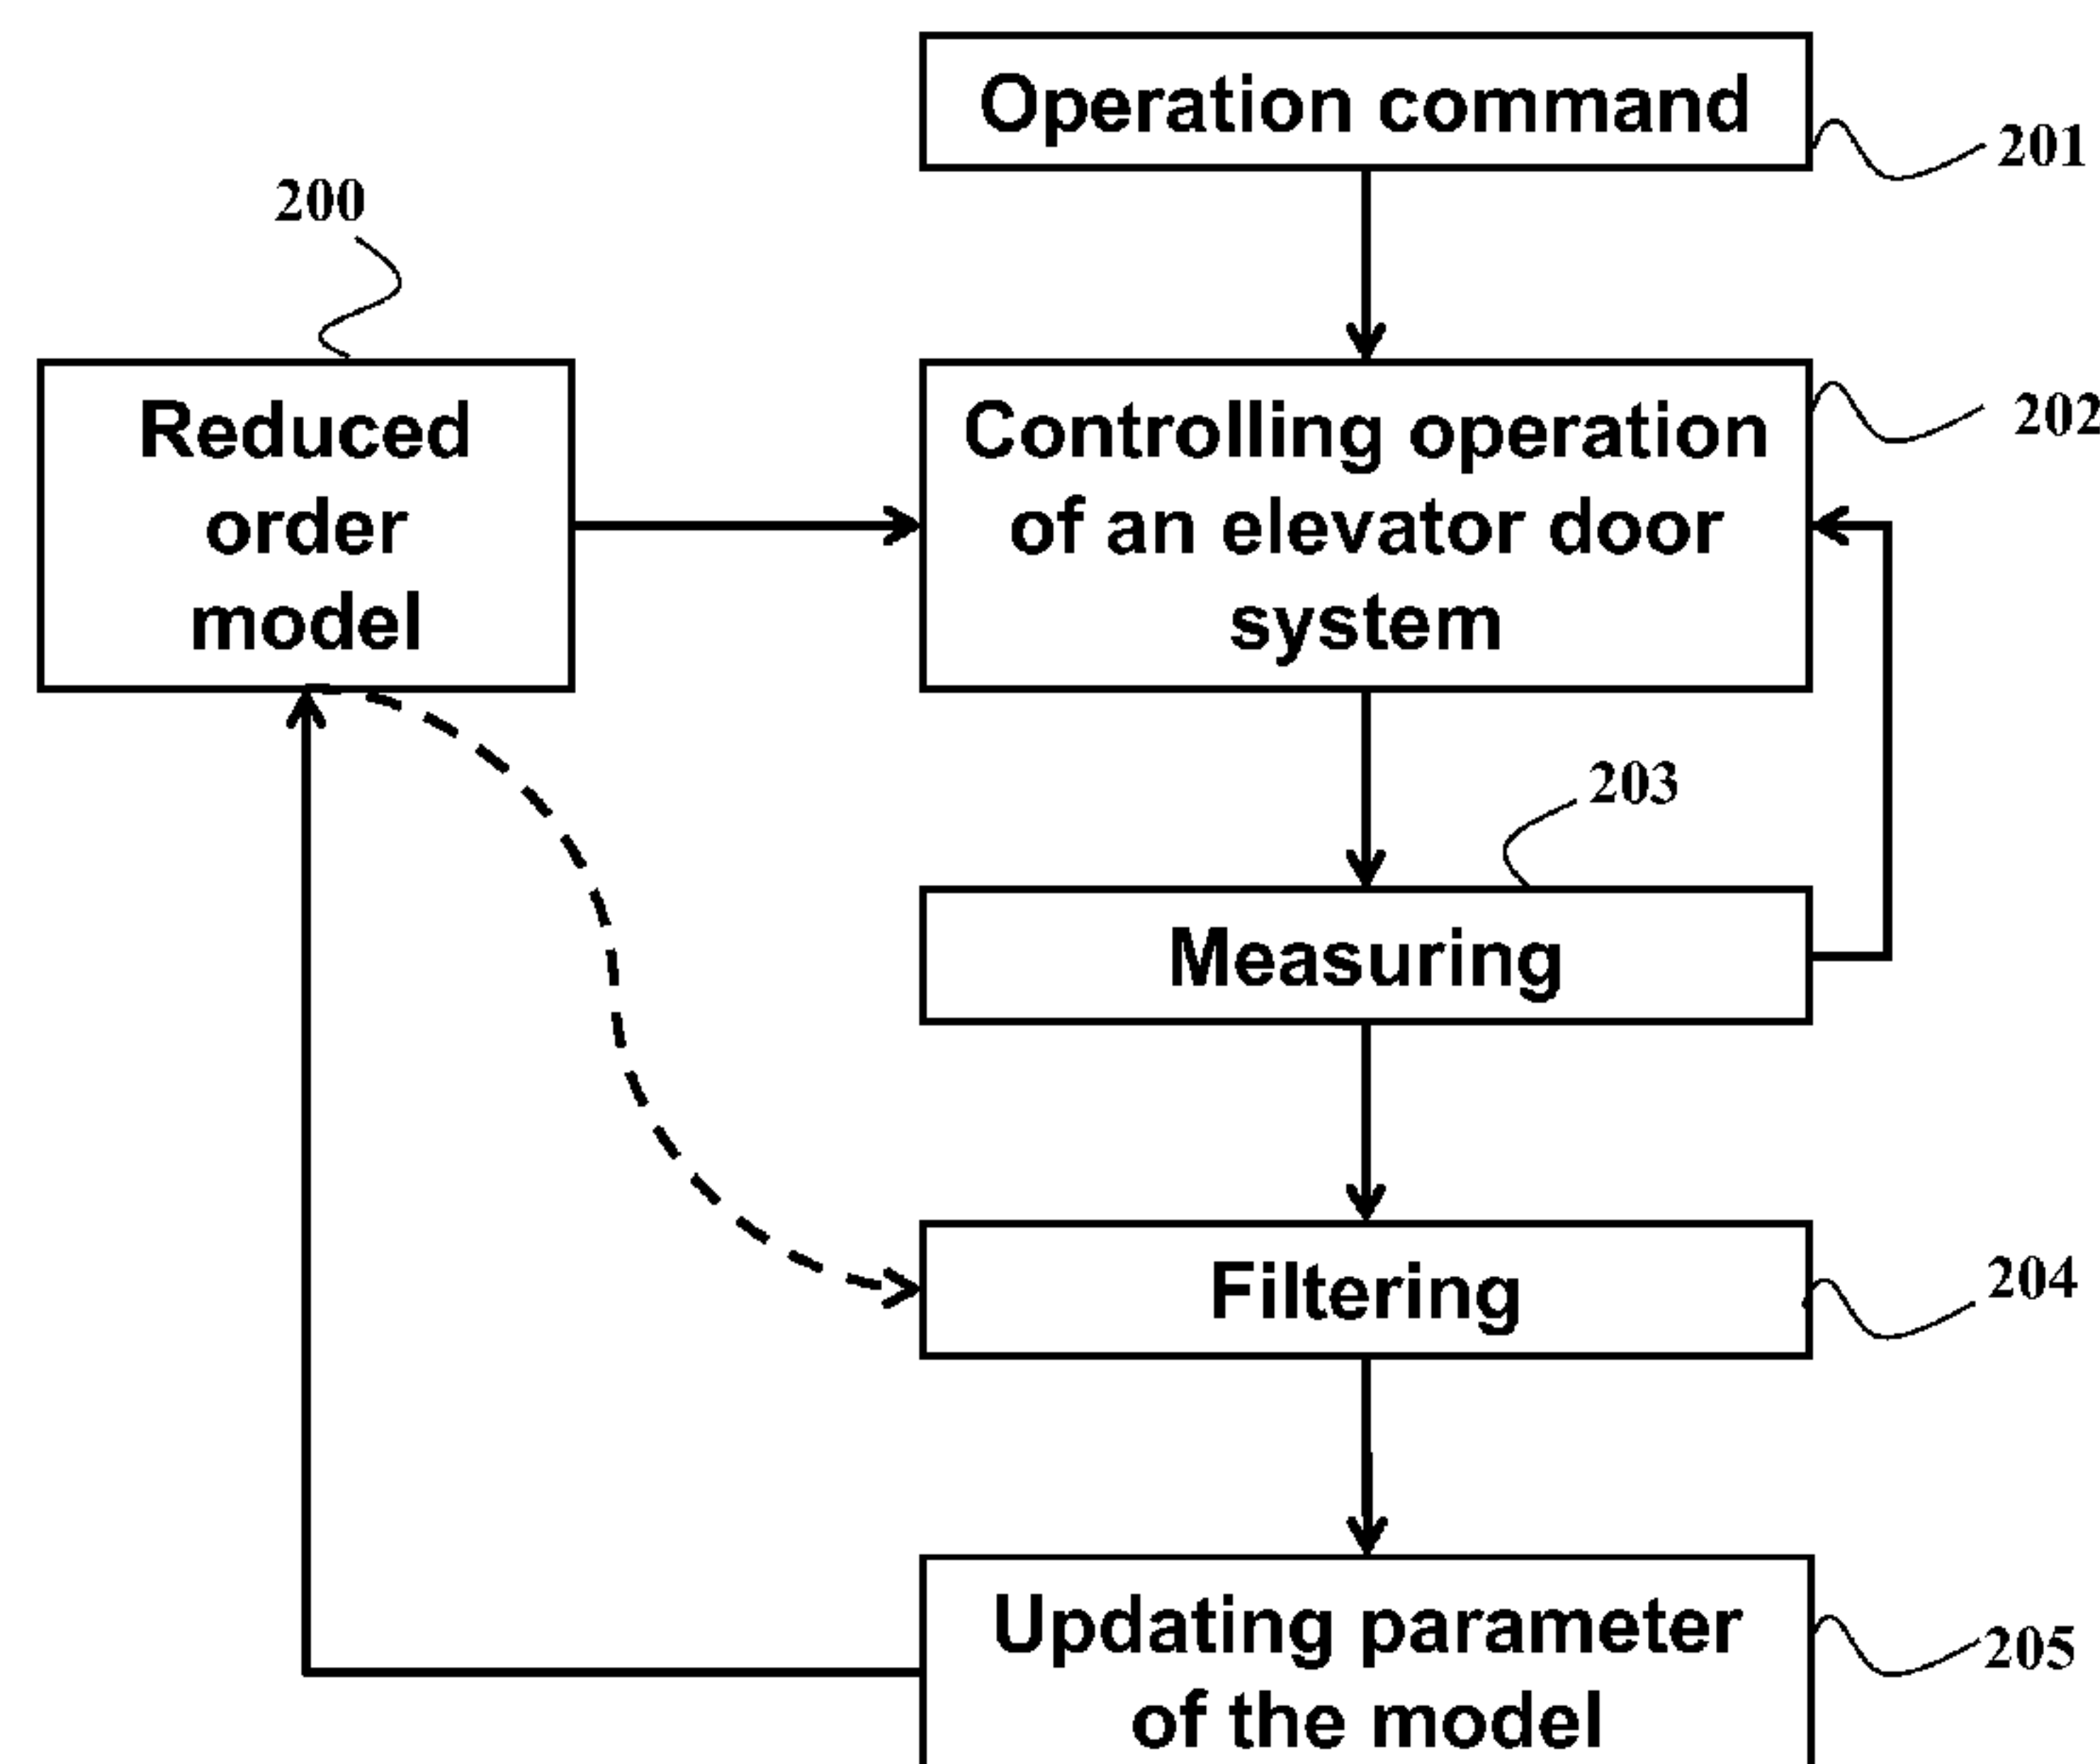 Operation command
201
200
Reduced
order
model
Controlling operation
of an elevator door
system
202
203
Measuring
Filtering
204
Updating parameter
of the model
205